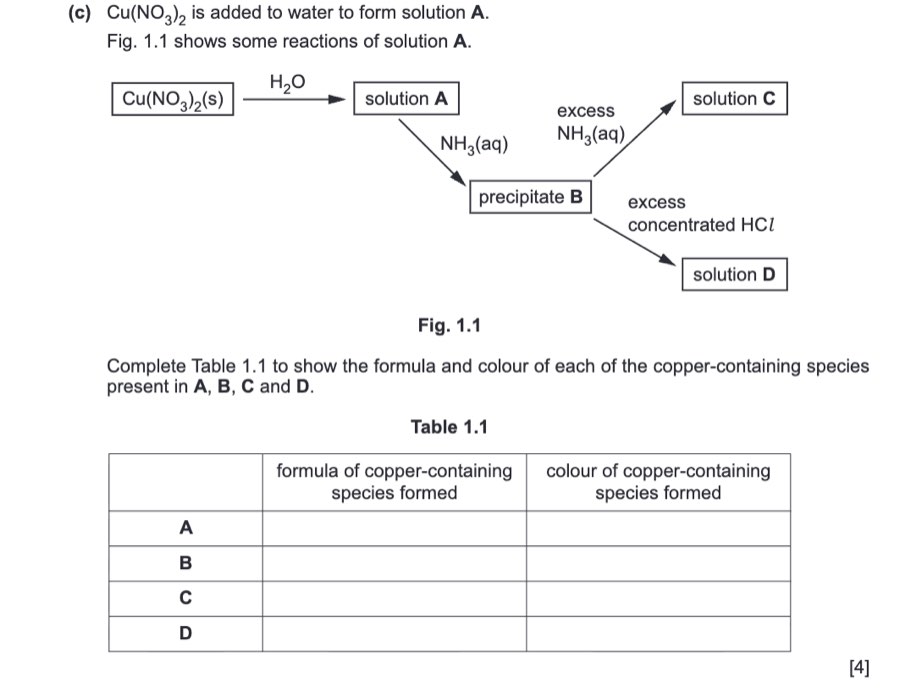 (c) Cu(NO₃)₂ is added to water to form solution A.
Fig. 1.1 shows some reactions of solution A.
Cu(NO₃)₂(s)
H₂O
solution A
NH₃(aq)
precipitate B
excess
NH₃(aq)
solution C
excess
concentrated HCl
solution D
Fig. 1.1
Complete Table 1.1 to show the formula and colour of each of the copper-containing species
present in A, B, C and D.
Table 1.1
formula of copper-containing
species formed
colour of copper-containing
species formed
A
B
C
D
[4]